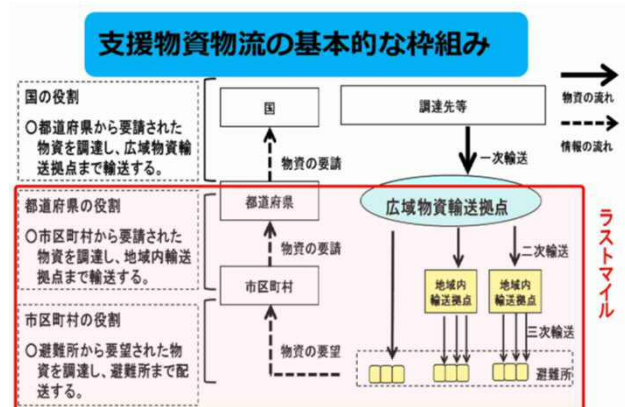 支援物資物流の基本的な枠組み
国の役割
〇都道府県から要請された
物資を調達し、広域物資輸
送拠点まで輸送する。
国
調達先等
物資の流れ
情報の流れ
物資の要請
一次輸送
都道府県の役割
〇市区町村から要請された
物資を調達し、地域内輸送
拠点まで輸送する。
都道府県
広域物資輸送拠点
物資の要請
二次輸送
市区町村
地域内
輸送拠点
地域内
輸送拠点
ラストマイル
市区町村の役割
〇避難所から要望された物
資を調達し、避難所まで配
送する。
物資の要望
三次輸送
避難所